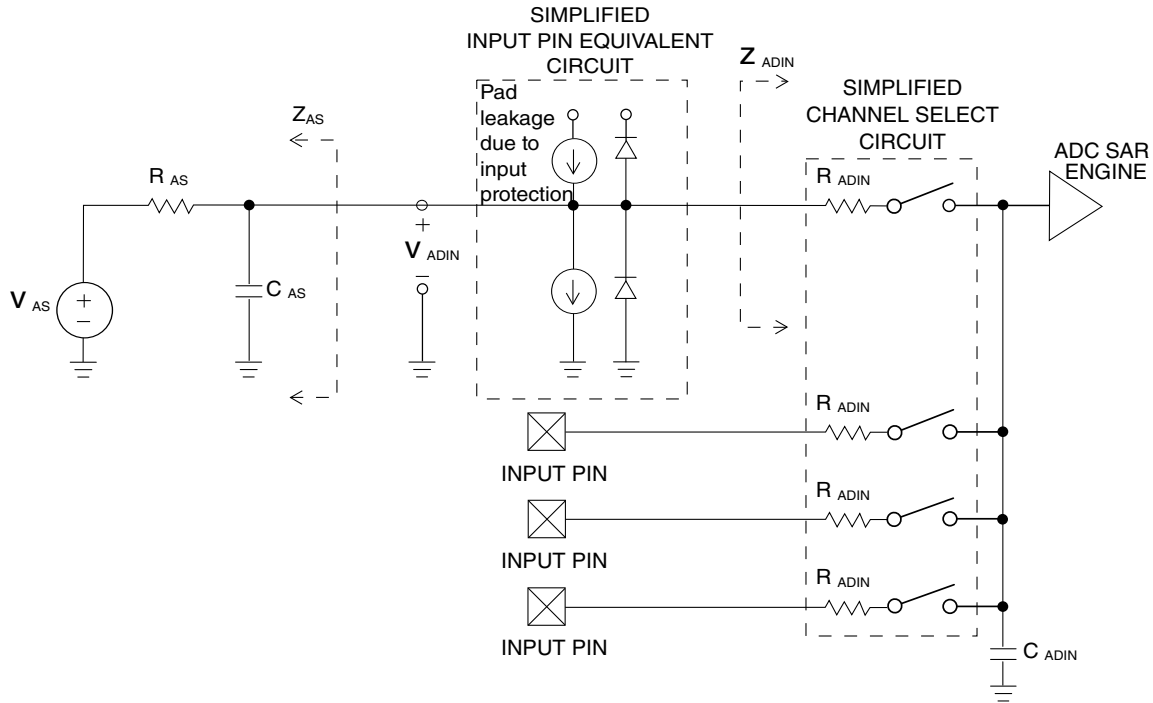 SIMPLIFIED
INPUT PIN EQUIVALENT
CIRCUIT
Pad
leakage
due to
input
protection
Z ADIN
SIMPLIFIED
CHANNEL SELECT
CIRCUIT
ADC SAR
ENGINE
ZAS
R AS
R ADIN
+
V ADIN
–
C AS
V AS
+
–
R ADIN
INPUT PIN
R ADIN
INPUT PIN
R ADIN
INPUT PIN
C ADIN